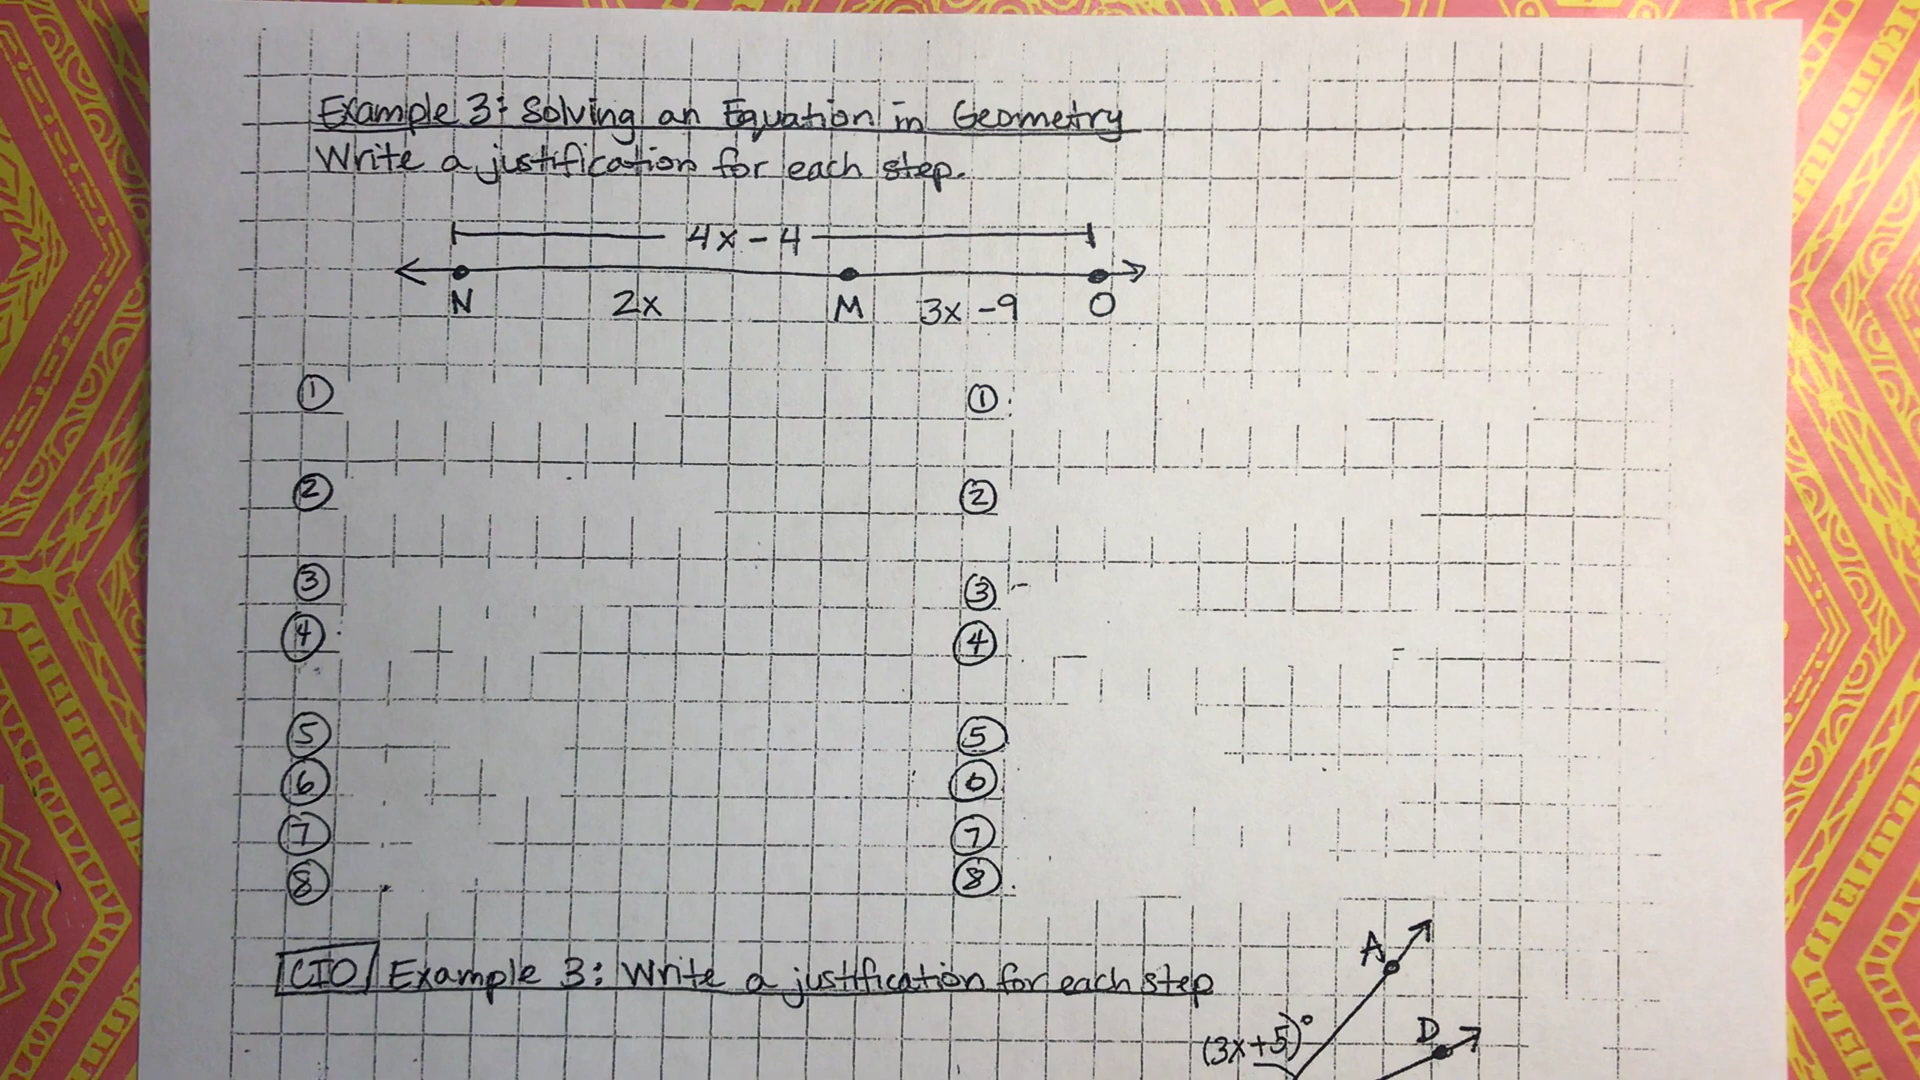 Example 3: Solving an Equation in Geometry
Write a justification for each step.
4x - 4
N 2x M 3x - 9 O
① ①
② ②
③ ③
④ ④
⑤ ⑤
⑥ ⑥
⑦ ⑦
⑧ ⑧
A
CIO Example 3: Write a justification for each step
D
(3x+5)°